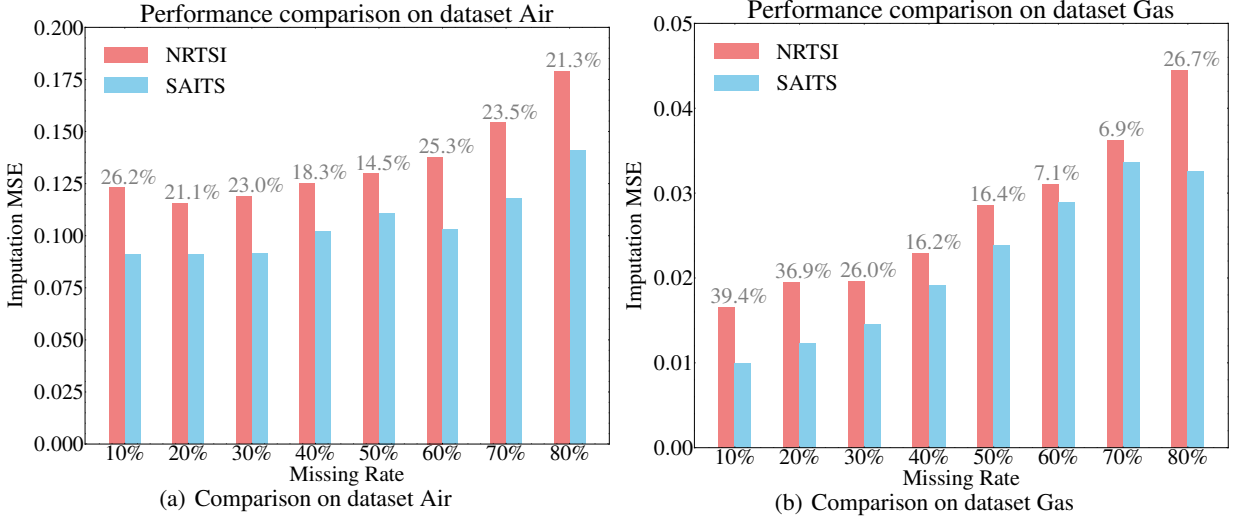 Performance comparison on dataset Air
0.200
0.175
0.150
0.125
0.100
0.075
0.050
0.025
0.000
Imputation MSE
NRTSI
SAITS
26.2%
21.1%
23.0%
18.3%
14.5%
25.3%
23.5%
21.3%
10% 20% 30% 40% 50% 60% 70% 80%
Missing Rate
(a) Comparison on dataset Air
Performance comparison on dataset Gas
0.05
0.04
0.03
0.02
0.01
0.00
Imputation MSE
NRTSI
SAITS
39.4%
36.9%
26.0%
16.2%
16.4%
7.1%
6.9%
26.7%
10% 20% 30% 40% 50% 60% 70% 80%
Missing Rate
(b) Comparison on dataset Gas